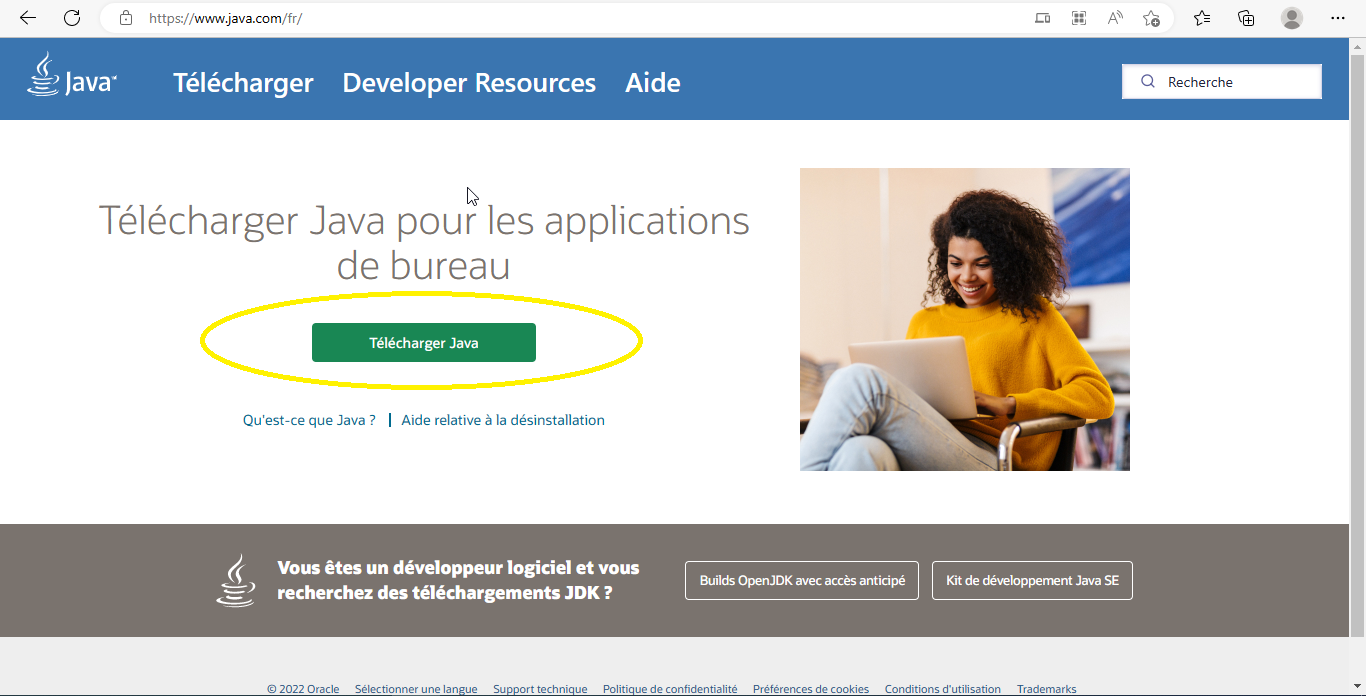 https://www.java.com/fr/
Java
Télécharger Developer Resources Aide
Recherche
Télécharger Java pour les applications
de bureau
Télécharger Java
Qu'est-ce que Java ? | Aide relative à la désinstallation
Vous êtes un développeur logiciel et vous
recherchez des téléchargements JDK ?
Builds OpenJDK avec accès anticipé
Kit de développement Java SE
© 2022 Oracle Sélectionner une langue Support technique Politique de confidentialité Préférences de cookies Conditions d'utilisation Trademarks